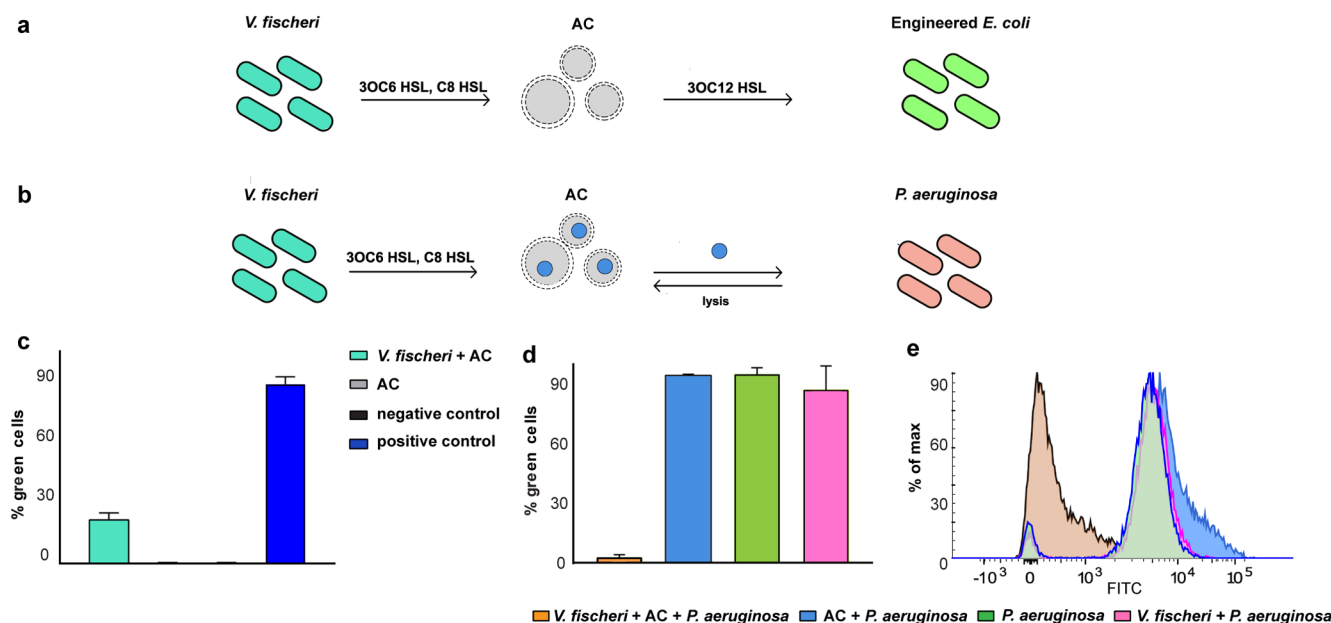 a
V. fischeri
AC
Engineered E. coli
3OC6 HSL, C8 HSL
3OC12 HSL
b
V. fischeri
AC
P. aeruginosa
3OC6 HSL, C8 HSL
lysis
c
% green cells
90
60
30
0
V. fischeri + AC
AC
negative control
positive control
d
% green cells
90
60
30
0
e
% of max
90
60
30
0
-10³ 0 10³ 10⁴ 10⁵
FITC
V. fischeri + AC + P. aeruginosa AC + P. aeruginosa P. aeruginosa V. fischeri + P. aeruginosa